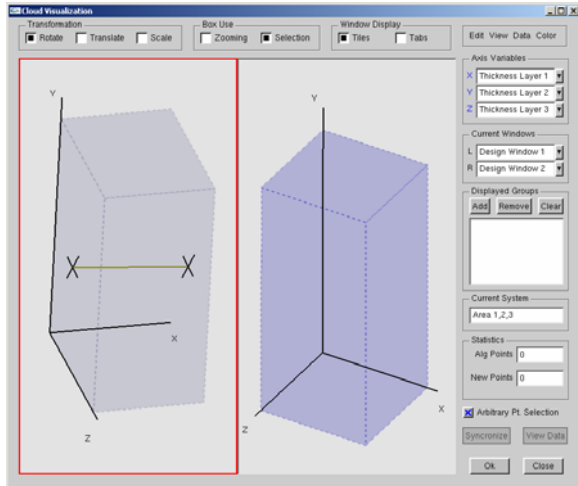 Cloud Visualization
Transformation
Rotate Translate Scale
Box Use
Zooming Selection
Window Display
Tiles Tabs
Edit View Data Color
Axis Variables
X Thickness Layer 1
Y Thickness Layer 2
Z Thickness Layer 3
Current Windows
L Design Window 1
R Design Window 2
Displayed Groups
Add Remove Clear
Current System
Area 1,2,3
Statistics
Alg Points 0
New Points 0
Arbitrary Pt. Selection
Syncronize View Data
Ok Close
Y
X
Z
Y
X
Z